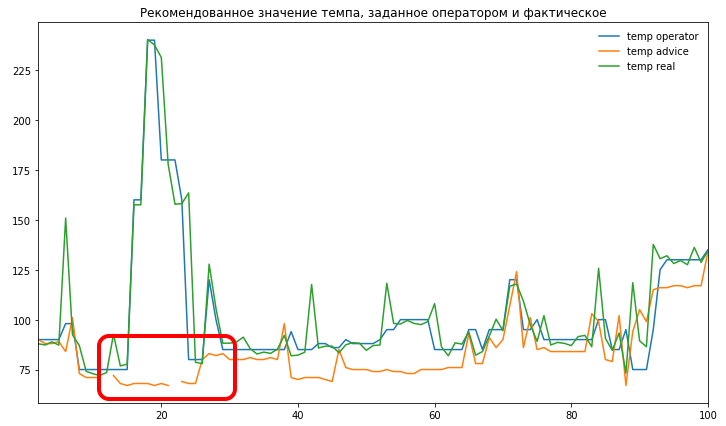 Рекомендованное значение темпа, заданное оператором и фактическое
temp operator
temp advice
temp real
225
200
175
150
125
100
75
20 40 60 80 100